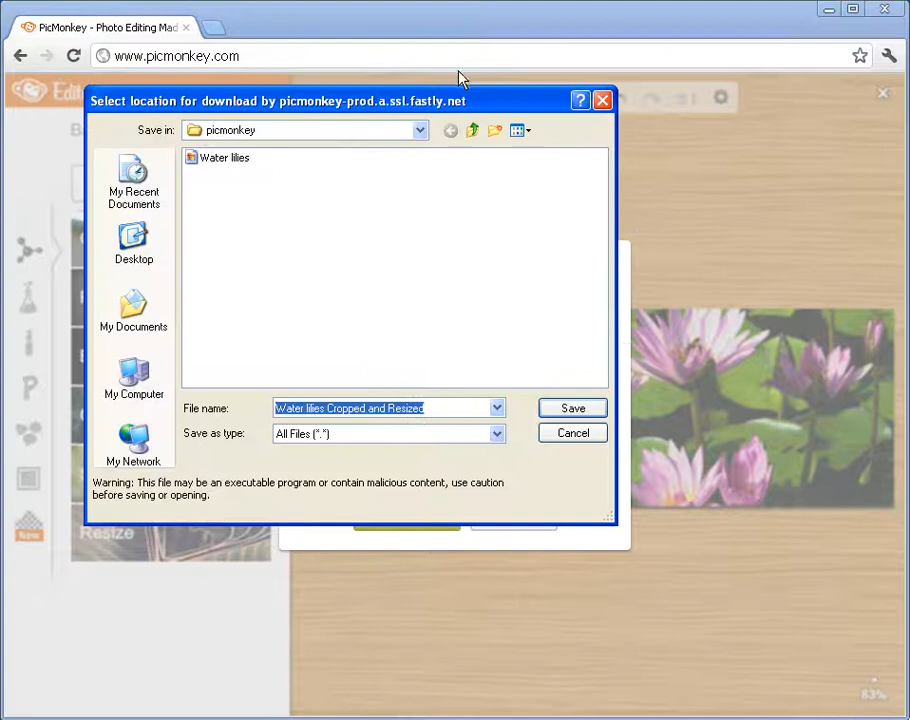 PicMonkey - Photo Editing Mad
www.picmonkey.com
Edit
Select location for download by picmonkey-prod.a.ssl.fastly.net
Save in:
picmonkey
Water lilies
My Recent
Documents
Desktop
My Documents
My Computer
My Network
File name:
Water lilies Cropped and Resized
Save
Save as type:
All Files (*.*)
Cancel
Warning: This file may be an executable program or contain malicious content, use caution
before saving or opening.
Resize
New
83%